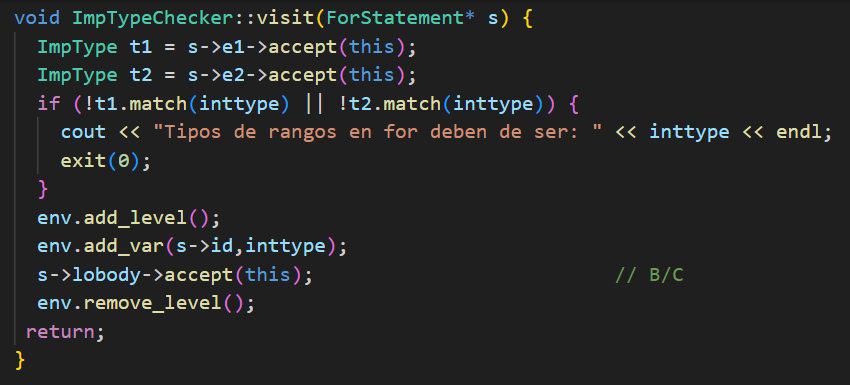 void ImpTypeChecker::visit(ForStatement* s) {
  ImpType t1 = s->e1->accept(this);
  ImpType t2 = s->e2->accept(this);
  if (!t1.match(inttype) || !t2.match(inttype)) {
    cout << "Tipos de rangos en for deben de ser: " << inttype << endl;
    exit(0);
  }
  env.add_level();
  env.add_var(s->id,inttype);
  s->lobody->accept(this);                         // B/C
  env.remove_level();
 return;
}